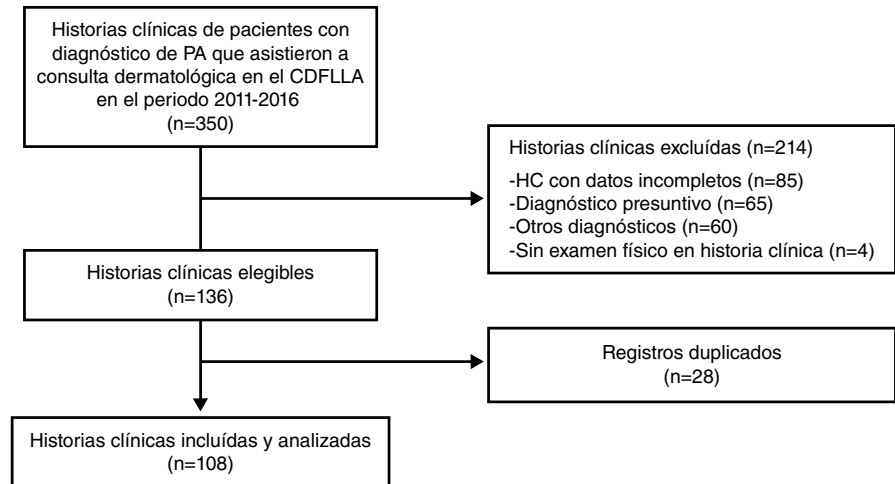 Historias clínicas de pacientes con
diagnóstico de PA que asistieron a
consulta dermatológica en el CDFLLA
en el periodo 2011-2016
(n=350)
Historias clínicas excluídas (n=214)
-HC con datos incompletos (n=85)
-Diagnóstico presuntivo (n=65)
-Otros diagnósticos (n=60)
-Sin examen físico en historia clínica (n=4)
Historias clínicas elegibles
(n=136)
Registros duplicados
(n=28)
Historias clínicas incluídas y analizadas
(n=108)